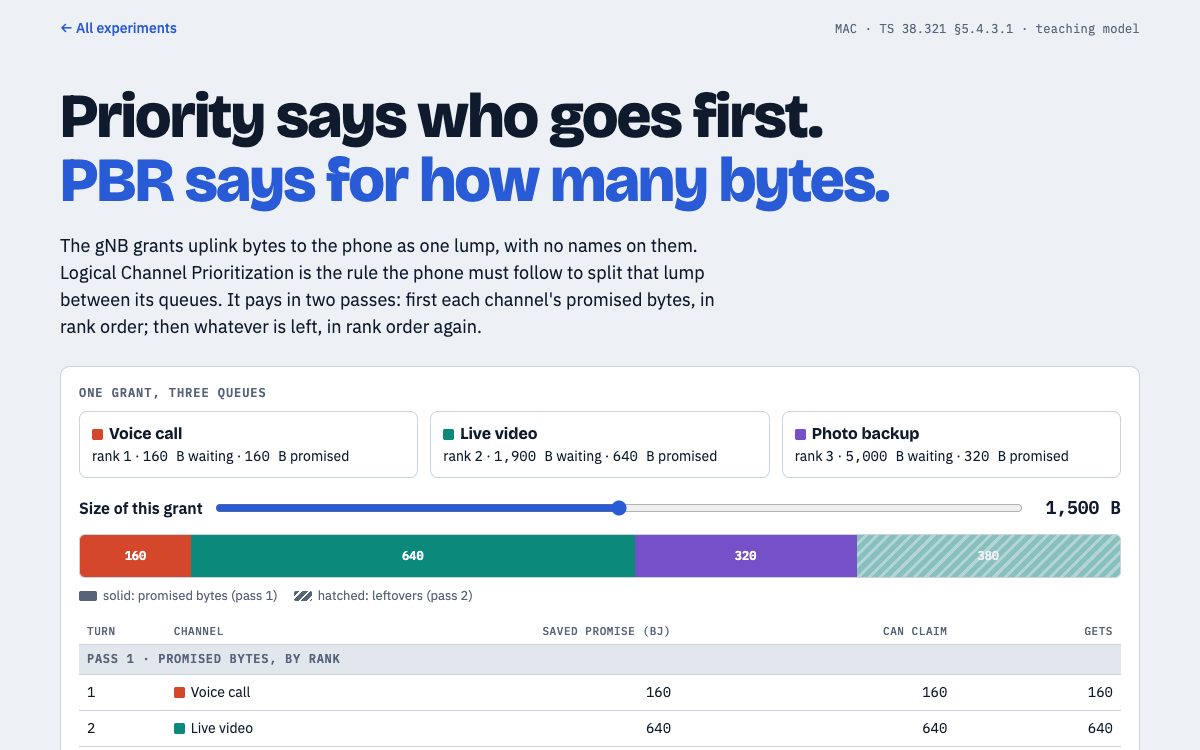 ← All experiments
MAC · TS 38.321 §5.4.3.1 · teaching model
Priority says who goes first.
PBR says for how many bytes.
The gNB grants uplink bytes to the phone as one lump, with no names on them.
Logical Channel Prioritization is the rule the phone must follow to split that lump
between its queues. It pays in two passes: first each channel's promised bytes, in
rank order; then whatever is left, in rank order again.
ONE GRANT, THREE QUEUES
Voice call
rank 1 · 160 B waiting · 160 B promised
Live video
rank 2 · 1,900 B waiting · 640 B promised
Photo backup
rank 3 · 5,000 B waiting · 320 B promised
Size of this grant 1,500 B
160 640 320 380
solid: promised bytes (pass 1) hatched: leftovers (pass 2)
TURN CHANNEL SAVED PROMISE (BJ) CAN CLAIM GETS
PASS 1 · PROMISED BYTES, BY RANK
1 Voice call 160 160 160
2 Live video 640 640 640